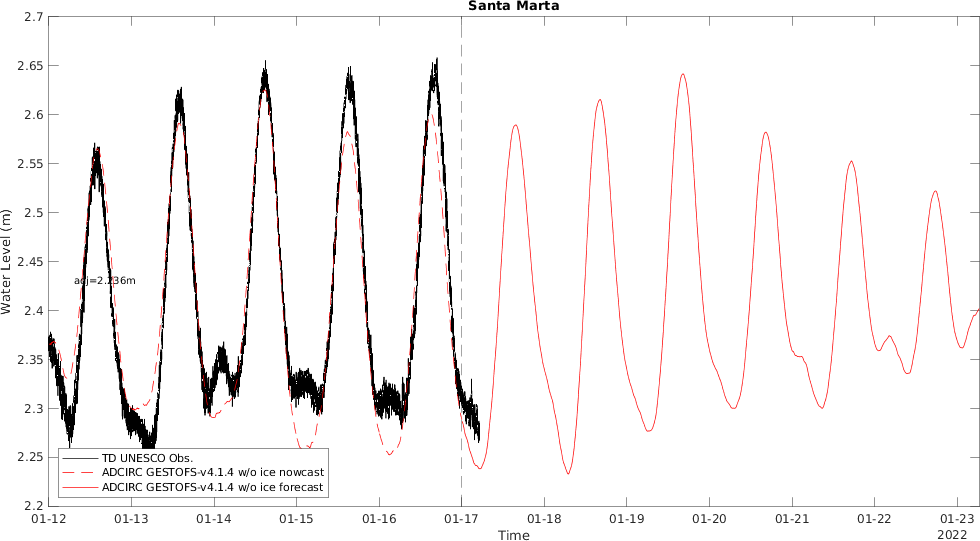 Santa Marta
2.7
2.65
2.6
2.55
2.5
2.45
2.4
2.35
2.3
2.25
2.2
Water Level (m)
adj=2.236m
TD UNESCO Obs.
ADCIRC GESTOFS-v4.1.4 w/o ice nowcast
ADCIRC GESTOFS-v4.1.4 w/o ice forecast
01-12 01-13 01-14 01-15 01-16 01-17 01-18 01-19 01-20 01-21 01-22 01-23
Time
2022